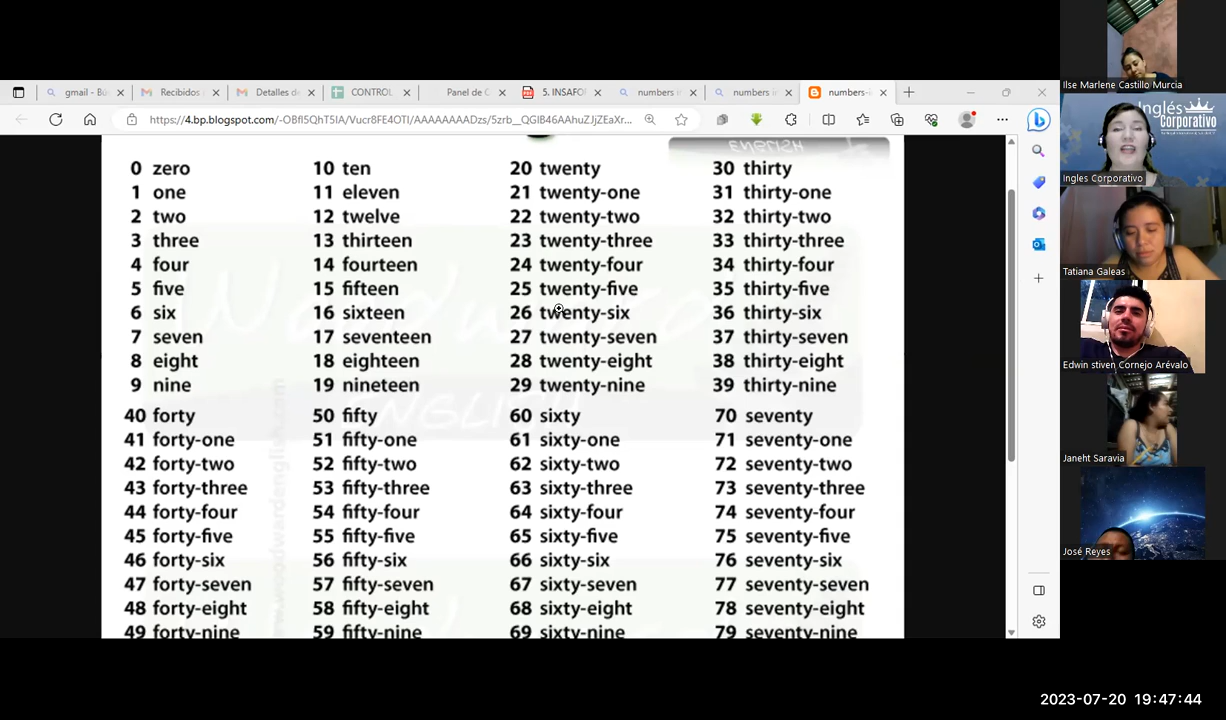 gmail - Bú
Recibidos
Detalles de
CONTROL
Panel de C
5. INSAFO
numbers i
numbers in
numbers-i
https://4.bp.blogspot.com/-OBfI5QhT5IA/Vucr8FE4OTI/AAAAAAAADzs/5zrb__QGIB46AAhuZJjZEaXr...
ENGLISH
0 zero 10 ten 20 twenty 30 thirty
1 one 11 eleven 21 twenty-one 31 thirty-one
2 two 12 twelve 22 twenty-two 32 thirty-two
3 three 13 thirteen 23 twenty-three 33 thirty-three
4 four 14 fourteen 24 twenty-four 34 thirty-four
5 five 15 fifteen 25 twenty-five 35 thirty-five
6 six 16 sixteen 26 twenty-six 36 thirty-six
7 seven 17 seventeen 27 twenty-seven 37 thirty-seven
8 eight 18 eighteen 28 twenty-eight 38 thirty-eight
9 nine 19 nineteen 29 twenty-nine 39 thirty-nine
40 forty 50 fifty 60 sixty 70 seventy
41 forty-one 51 fifty-one 61 sixty-one 71 seventy-one
42 forty-two 52 fifty-two 62 sixty-two 72 seventy-two
43 forty-three 53 fifty-three 63 sixty-three 73 seventy-three
44 forty-four 54 fifty-four 64 sixty-four 74 seventy-four
45 forty-five 55 fifty-five 65 sixty-five 75 seventy-five
46 forty-six 56 fifty-six 66 sixty-six 76 seventy-six
47 forty-seven 57 fifty-seven 67 sixty-seven 77 seventy-seven
48 forty-eight 58 fifty-eight 68 sixty-eight 78 seventy-eight
49 forty-nine 59 fifty-nine 69 sixty-nine 79 seventy-nine
ENGLISH
www.woodwardenglish.com
Ilse Marlene Castillo Murcia
Inglés
Corporativo
Ingles Corporativo
Tatiana Galeas
Edwin stiven Cornejo Arévalo
Janeht Saravia
José Reyes
2023-07-20 19:47:44